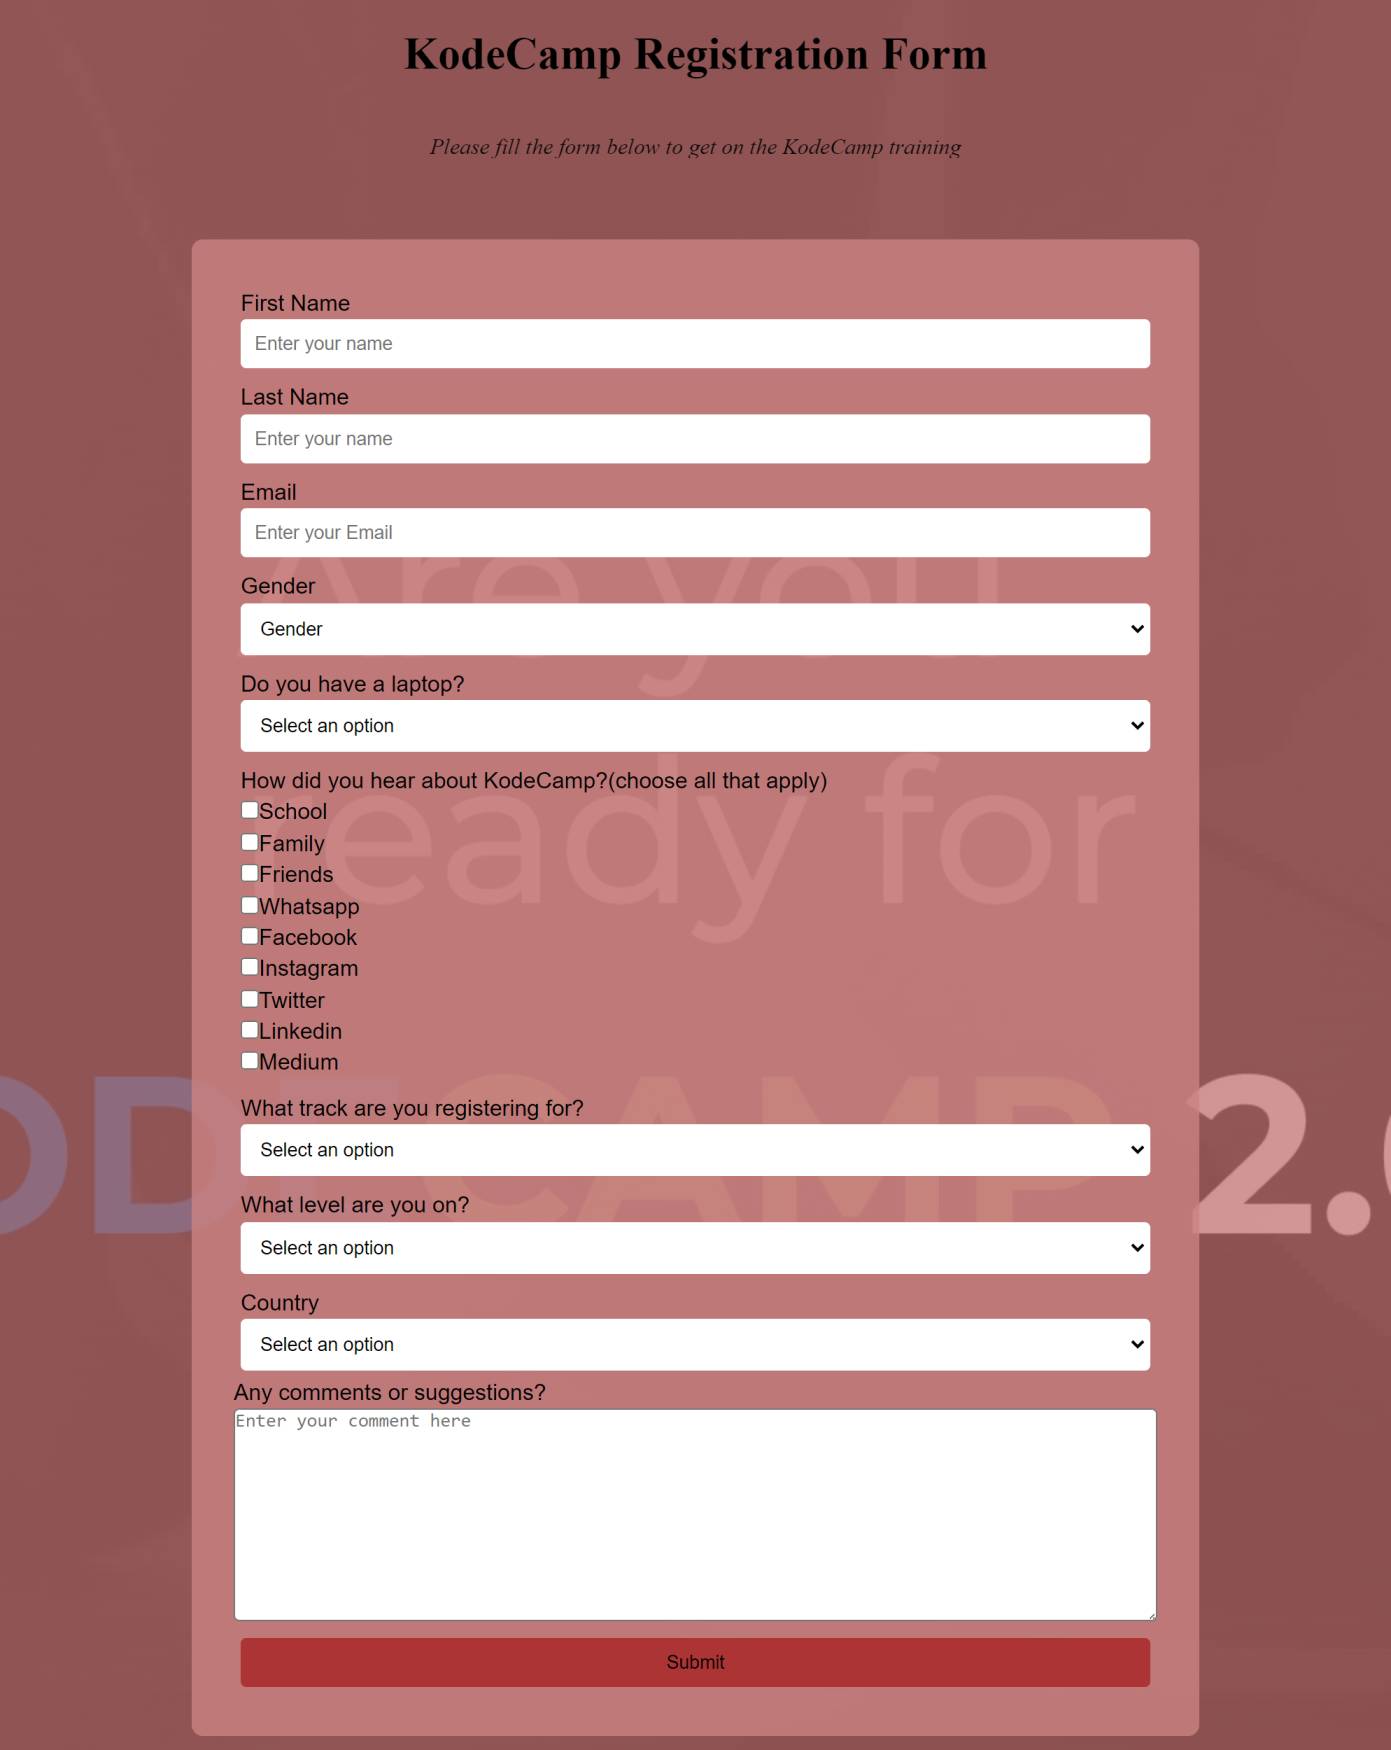 KodeCamp Registration Form
Please fill the form below to get on the KodeCamp training
First Name
Enter your name
Last Name
Enter your name
Email
Enter your Email
Are you
Gender
Gender
Do you have a laptop?
Select an option
ready for
How did you hear about KodeCamp?(choose all that apply)
School
Family
Friends
Whatsapp
Facebook
Instagram
Twitter
Linkedin
Medium
ODECAMP 2.0
What track are you registering for?
Select an option
What level are you on?
Select an option
Country
Select an option
Any comments or suggestions?
Enter your comment here
Submit